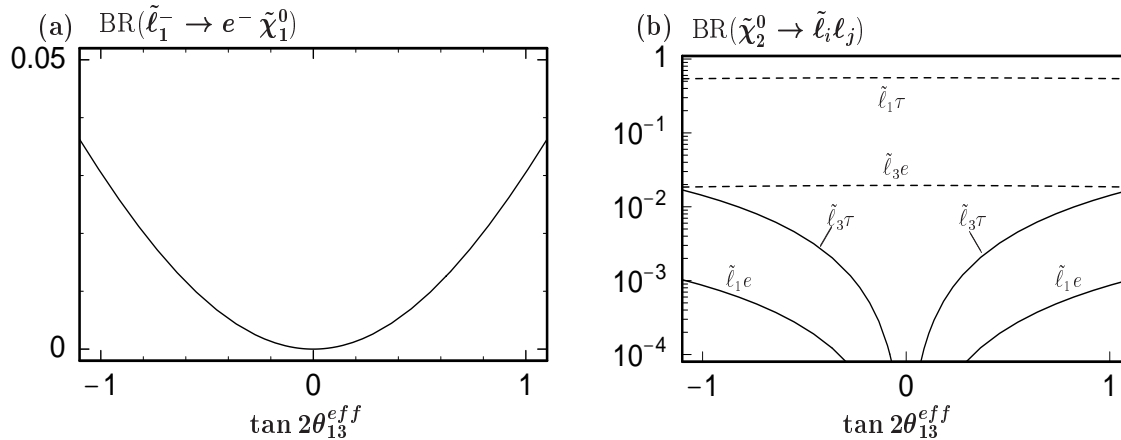 (a) BR(ℓ̃₁⁻ → e⁻ χ̃₁⁰)
0.05
0
−1 0 1
tan 2θ₁₃^{eff}
(b) BR(χ̃₂⁰ → ℓ̃ᵢℓⱼ)
1
ℓ̃₁τ
10⁻¹
ℓ̃₃e
10⁻²
ℓ̃₃τ ℓ̃₃τ
10⁻³
ℓ̃₁e ℓ̃₁e
10⁻⁴
−1 0 1
tan 2θ₁₃^{eff}